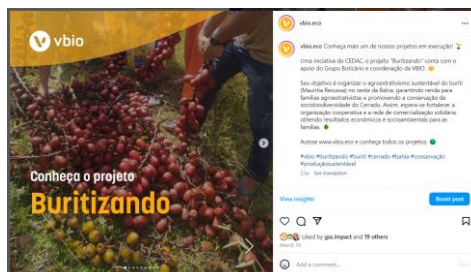 vbio
Conheça o projeto
Buritizando
vbio.eco
vbio.eco Conheça mais um de nossos projetos em execução!
Uma iniciativa do CEDAC, o projeto "Buritizando" conta com o
apoio do Grupo Boticário e coordenação da VBIO.
Seu objetivo é organizar o agroextrativismo sustentável do buriti
(Mauritia flexuosa) no oeste da Bahia, garantindo renda para
famílias agroextrativistas e promovendo a conservação da
sociobiodiversidade do Cerrado. Assim, espera-se fortalecer a
organização cooperativa e a rede de comercialização solidária,
obtendo resultados econômicos e socioambientais para as
famílias.
Acesse www.vbio.eco e conheça todos os projetos.
#vbio #buritizando #buriti #cerrado #bahia #conservação
#produçãosustentável
See translation
View insights
Boost post
Liked by gss.impact and 19 others
Add a comment...